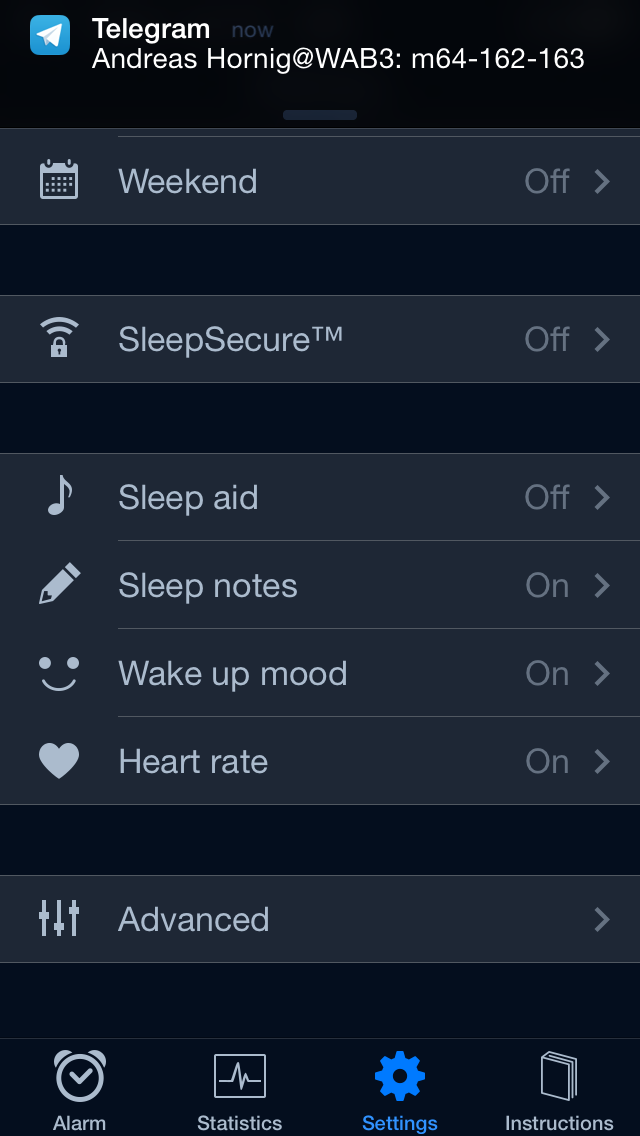 Telegram now
Andreas Hornig@WAB3: m64-162-163
Weekend Off
SleepSecure™ Off
Sleep aid Off
Sleep notes On
Wake up mood On
Heart rate On
Advanced
Alarm Statistics Settings Instructions